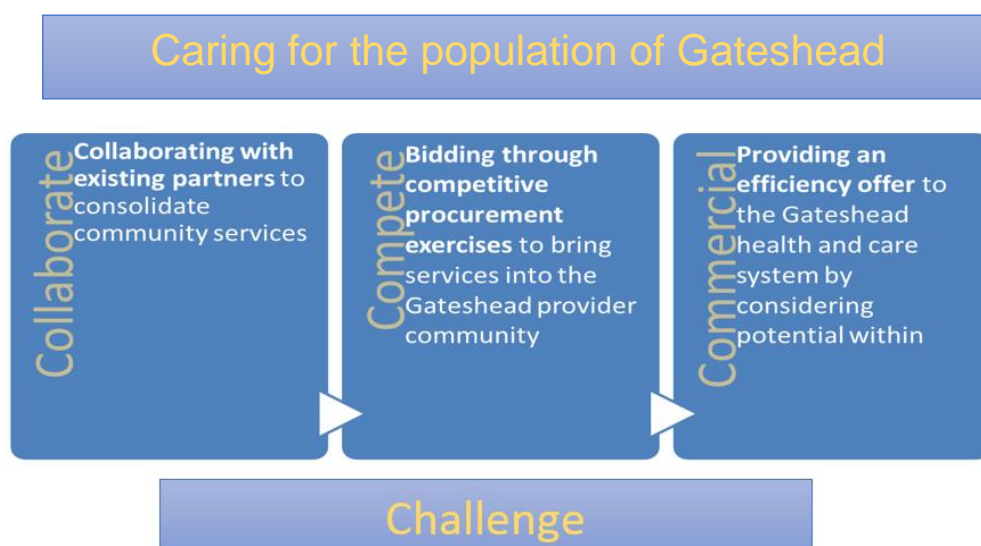 Caring for the population of Gateshead
Collaborate
Collaborating with
existing partners to
consolidate
community services
Compete
Bidding through
competitive
procurement
exercises to bring
services into the
Gateshead provider
community
Commercial
Providing an
efficiency offer to
the Gateshead
health and care
system by
considering
potential within
Challenge